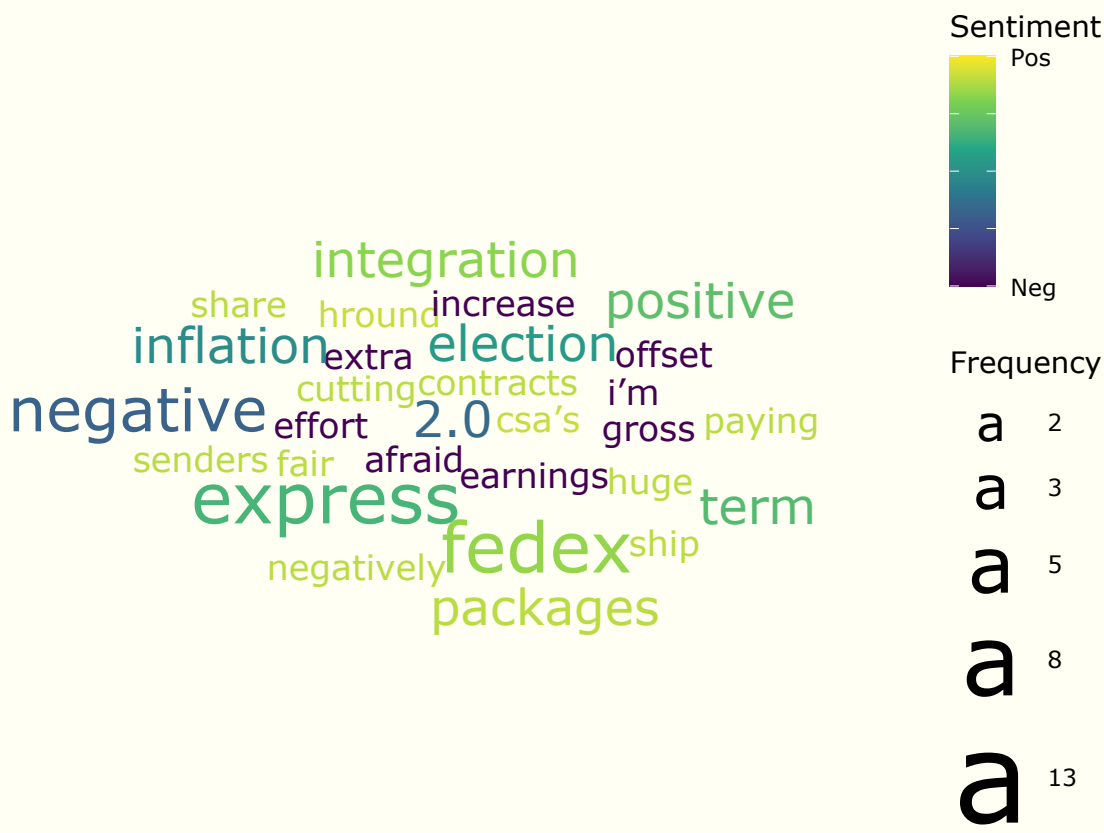 Sentiment
Pos
Neg
integration
share
hround
increase
positive
inflation
extra
election
offset
cutting
contracts
i’m
negative
effort
2.0
csa’s
gross
paying
senders
fair
afraid
earnings
huge
express
term
fedex
ship
negatively
packages
Frequency
a 2
a 3
a 5
a 8
a 13